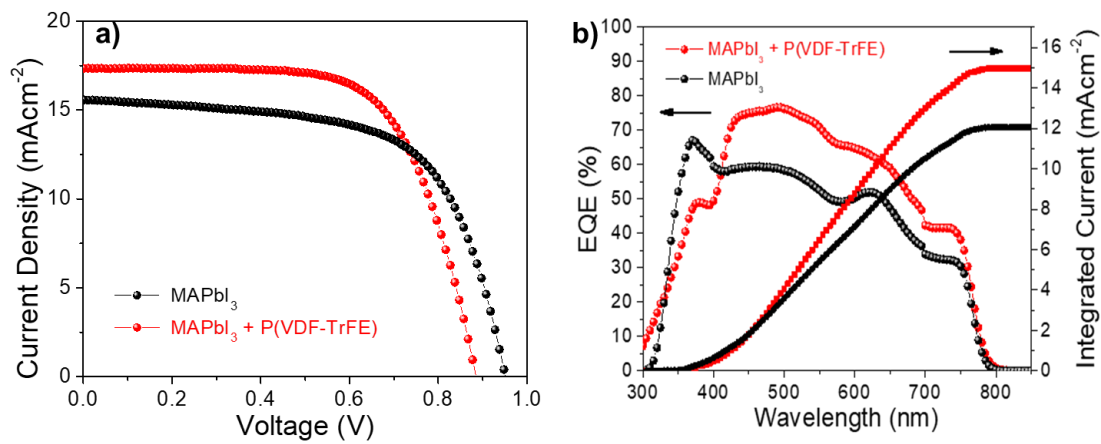 a)
20
15
10
5
0
Current Density (mAcm⁻²)
MAPbI₃
MAPbI₃ + P(VDF-TrFE)
0.0 0.2 0.4 0.6 0.8 1.0
Voltage (V)
b)
100
90
80
70
60
50
40
30
20
10
0
EQE (%)
MAPbI₃ + P(VDF-TrFE)
MAPbI₃
16
14
12
10
8
6
4
2
0
Integrated Current (mAcm⁻²)
300 400 500 600 700 800
Wavelength (nm)